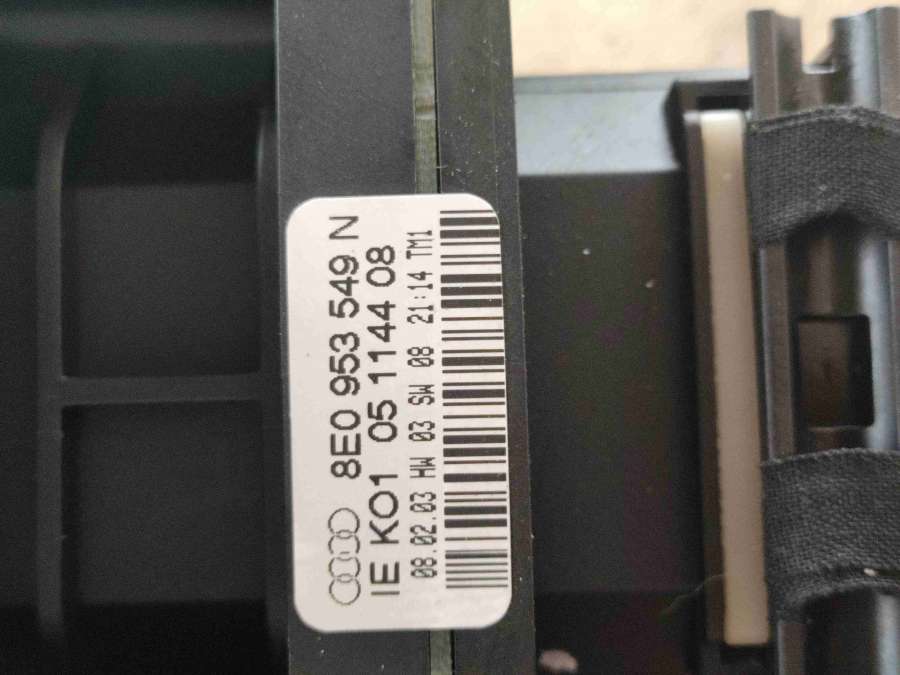 8E0 953 549 N
IE KO1 05 1144 08
08.02.03 HW 03 SW 08 21:14 TM1